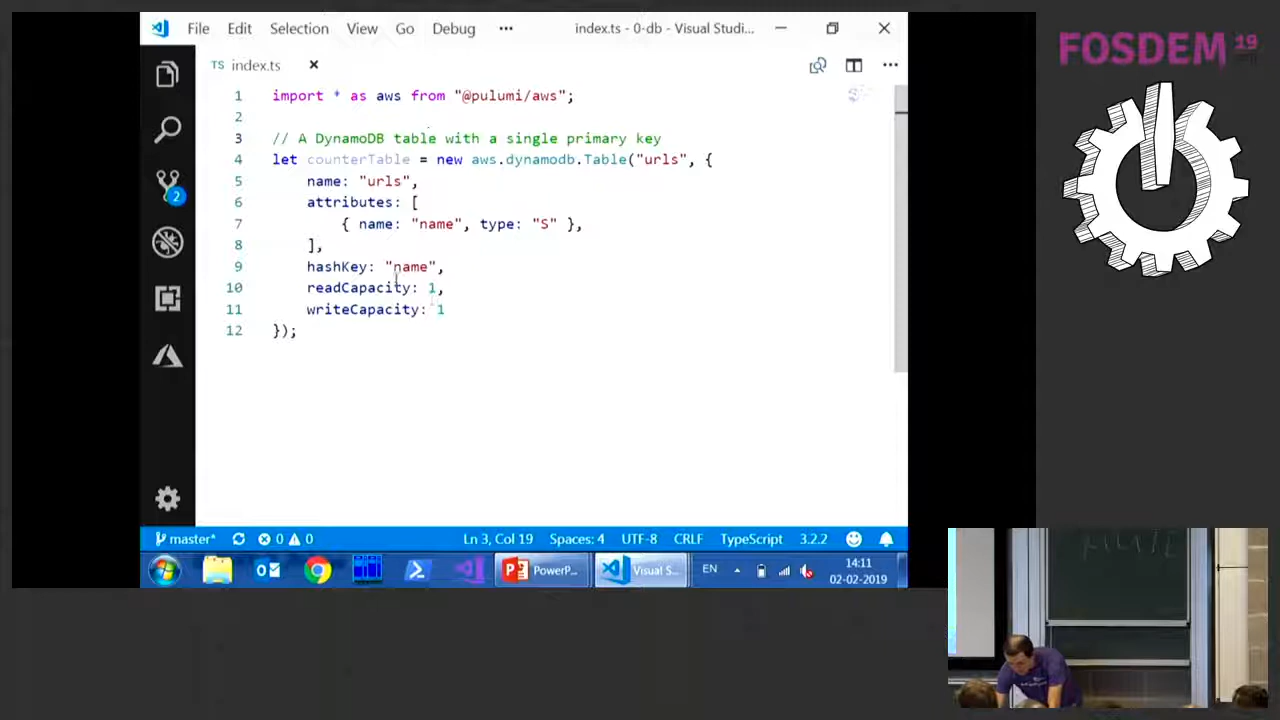 File Edit Selection View Go Debug ••• index.ts - 0-db - Visual Studi...
TS index.ts
1 import * as aws from "@pulumi/aws";
2
3 // A DynamoDB table with a single primary key
4 let counterTable = new aws.dynamodb.Table("urls", {
5 name: "urls",
6 attributes: [
7 { name: "name", type: "S" },
8 ],
9 hashKey: "name",
10 readCapacity: 1,
11 writeCapacity: 1
12 });
2
master* 0 0 Ln 3, Col 19 Spaces: 4 UTF-8 CRLF TypeScript 3.2.2
PowerP... Visual S... EN 14:11
02-02-2019
FOSDEM 19